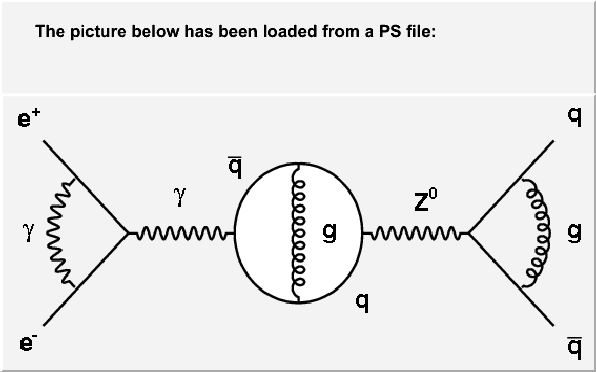 The picture below has been loaded from a PS file:
e⁺ q
q̅
γ Z⁰
γ g g
q
e⁻ q̅